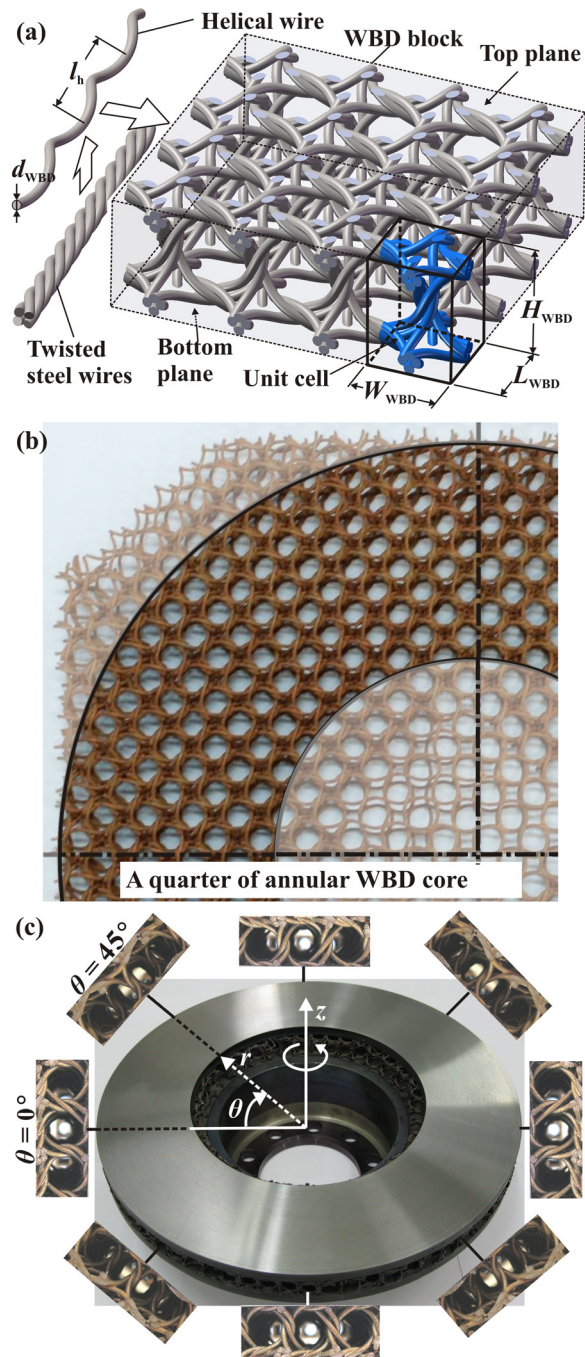 (a)
Helical wire
l_h
WBD block
Top plane
d_WBD
Twisted
steel wires
Bottom
plane
Unit cell
W_WBD
H_WBD
L_WBD
(b)
A quarter of annular WBD core
(c)
θ = 45°
z
r
θ
θ = 0°